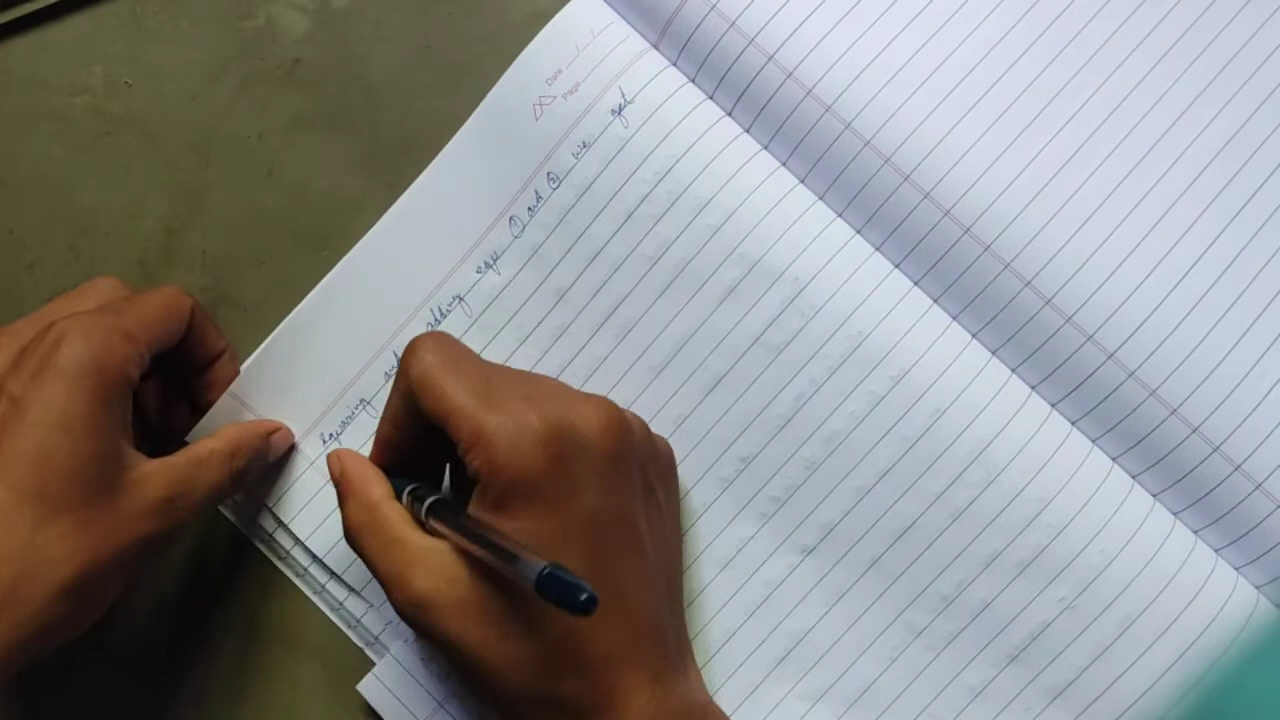 Date / /
Page
Squaring and adding eqn ① and ② we get